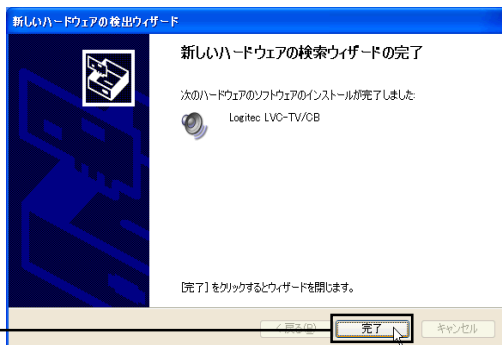 新しいハードウェアの検出ウィザード
新しいハードウェアの検索ウィザードの完了
次のハードウェアのソフトウェアのインストールが完了しました:
Logitec LVC-TV/CB
[完了] をクリックするとウィザードを閉じます。
< 戻る(B) 完了 キャンセル